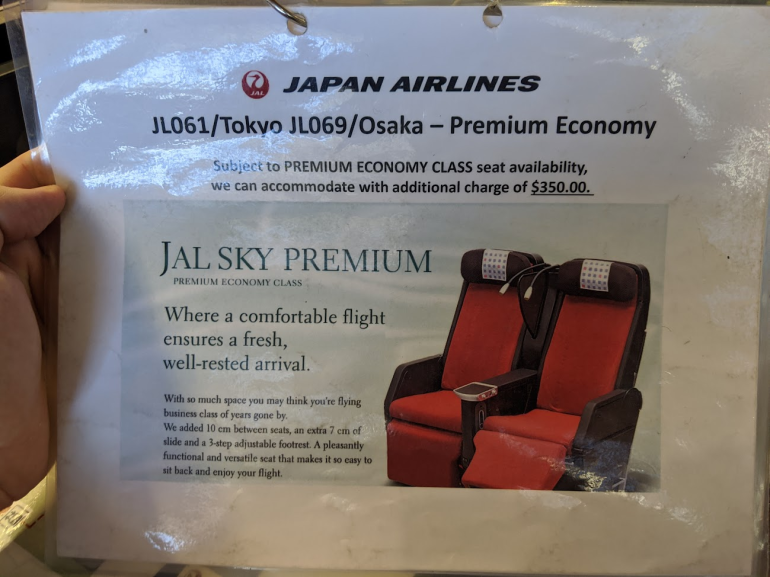 JAL JAPAN AIRLINES
JL061/Tokyo JL069/Osaka – Premium Economy
Subject to PREMIUM ECONOMY CLASS seat availability,
we can accommodate with additional charge of $350.00.
JAL SKY PREMIUM
PREMIUM ECONOMY CLASS
Where a comfortable flight
ensures a fresh,
well-rested arrival.
With so much space you may think you're flying
business class of years gone by.
We added 10 cm between seats, an extra 7 cm of
slide and a 3-step adjustable footrest. A pleasantly
functional and versatile seat that makes it so easy to
sit back and enjoy your flight.